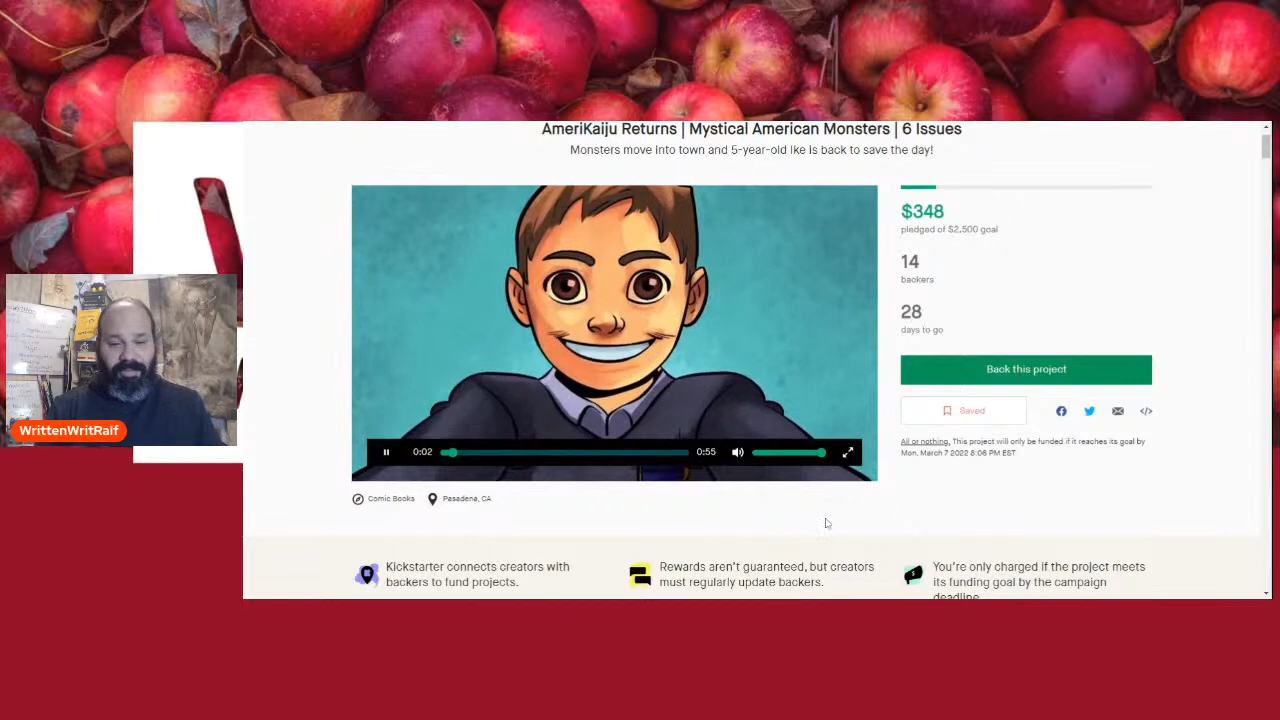 AmeriKaiju Returns | Mystical American Monsters | 6 Issues
Monsters move into town and 5-year-old Ike is back to save the day!
$348
pledged of $2,500 goal
14
backers
28
days to go
Back this project
Saved
All or nothing. This project will only be funded if it reaches its goal by
Mon, March 7 2022 8:06 PM EST
0:02
0:55
Comic Books
Pasadena, CA
Kickstarter connects creators with
backers to fund projects.
Rewards aren't guaranteed, but creators
must regularly update backers.
You're only charged if the project meets
its funding goal by the campaign
deadline.
WrittenWritRalf